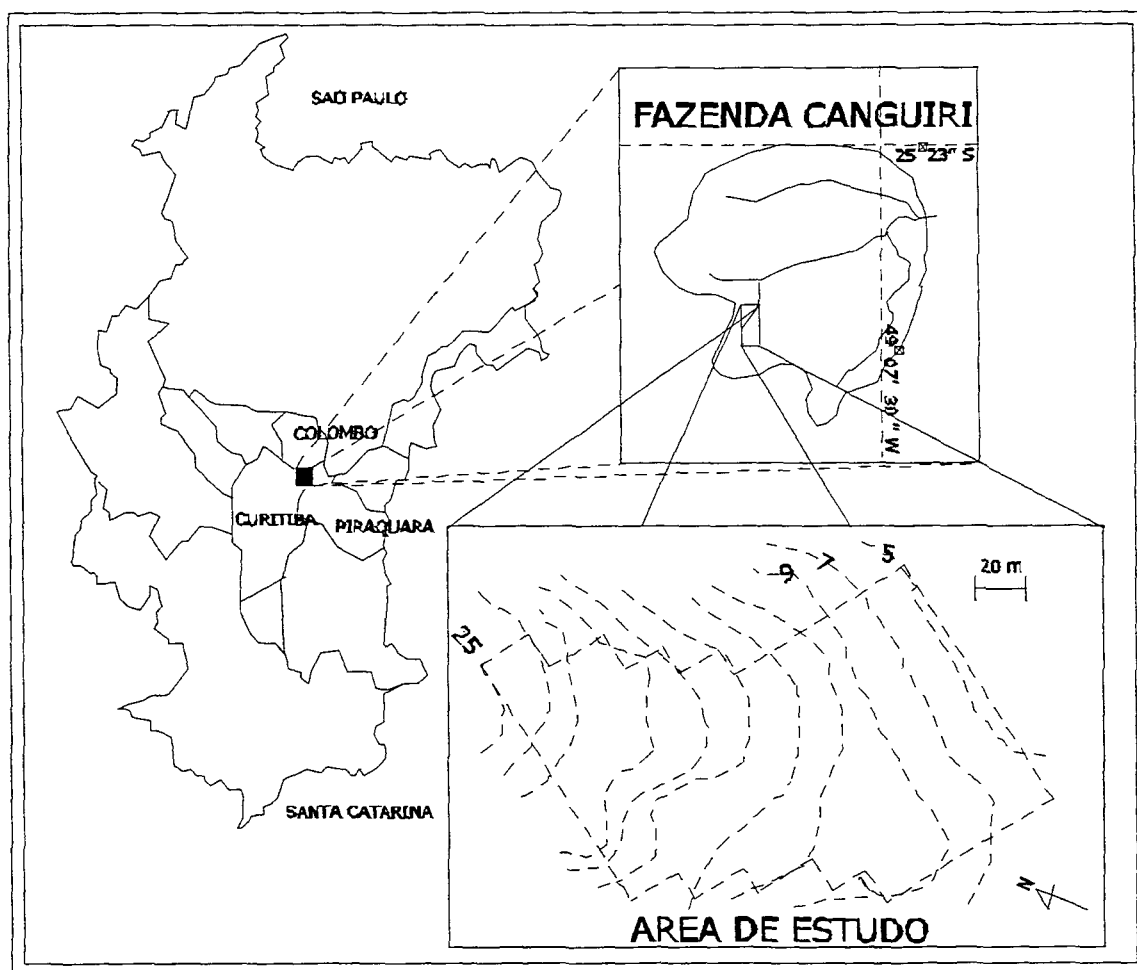 SAO PAULO
FAZENDA CANGUIRI
25 23" S
49 07' 30" W
COLOMBO
CURITIBA
PIRAQUARA
SANTA CATARINA
25
9
7
5
20 m
N
AREA DE ESTUDO